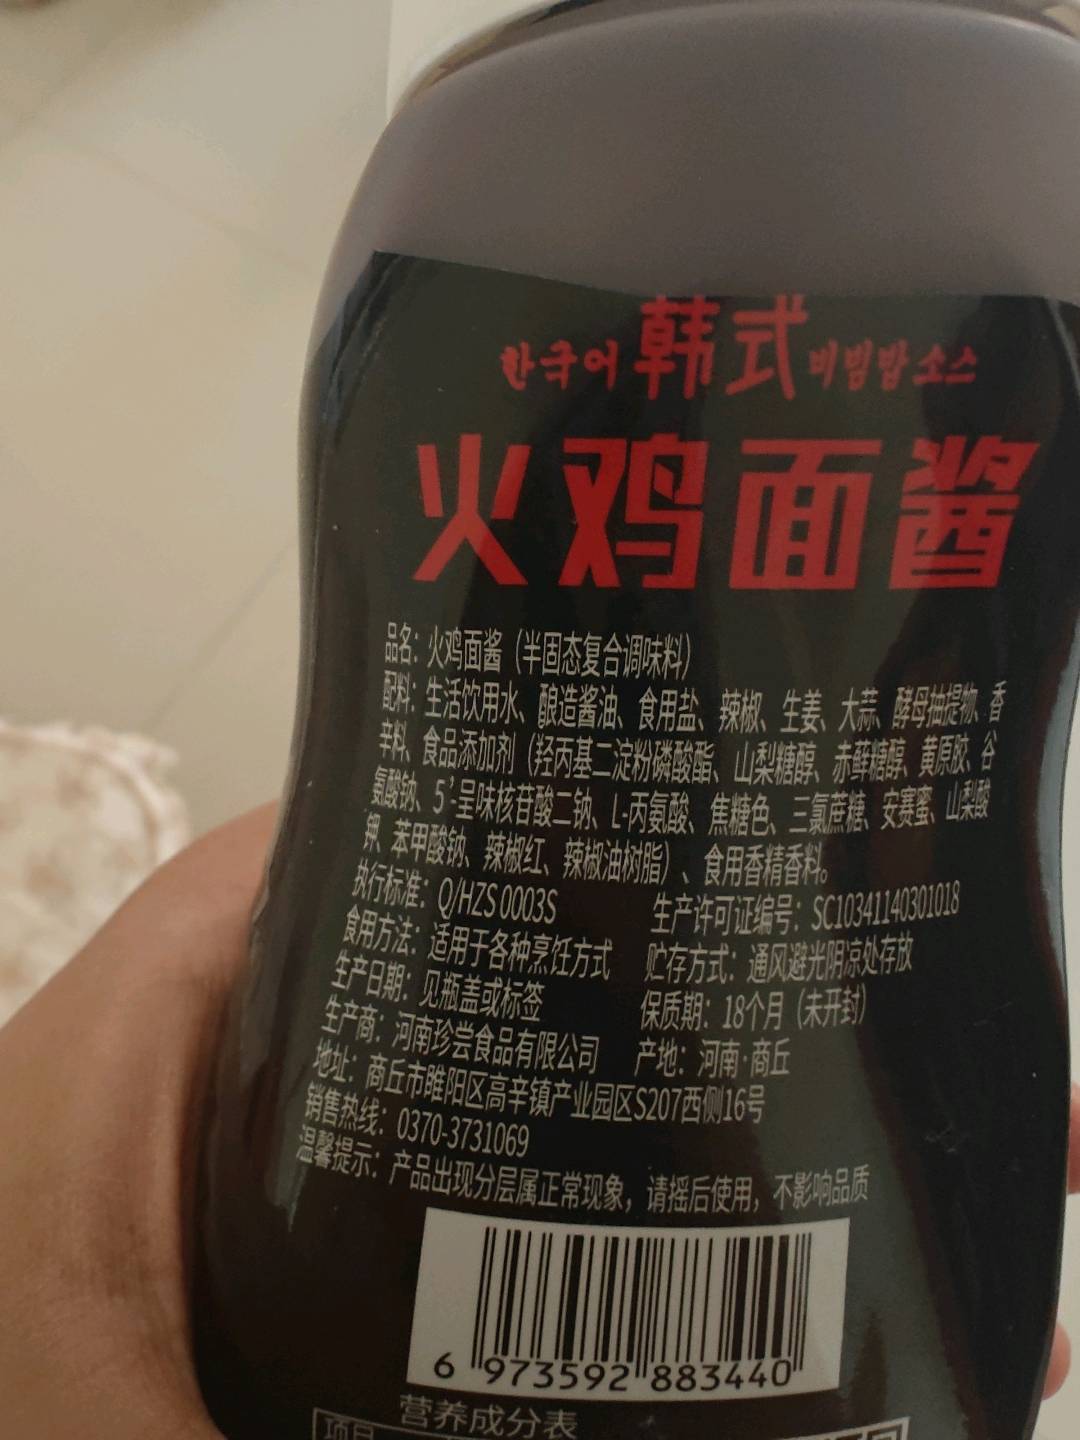 한국어 韩式 비빔밥 소스
火鸡面酱
品名：火鸡面酱（半固态复合调味料）
配料：生活饮用水、酿造酱油、食用盐、辣椒、生姜、大蒜、酵母抽提物、香
辛料、食品添加剂（羟丙基二淀粉磷酸酯、山梨糖醇、赤藓糖醇、黄原胶、谷
氨酸钠、5’-呈味核苷酸二钠、L-丙氨酸、焦糖色、三氯蔗糖、安赛蜜、山梨酸
钾、苯甲酸钠、辣椒红、辣椒油树脂）、食用香精香料。
执行标准：Q/HZS 0003S 生产许可证编号：SC10341140301018
食用方法：适用于各种烹饪方式 贮存方式：通风避光阴凉处存放
生产日期：见瓶盖或标签 保质期：18个月（未开封）
生产商：河南珍尝食品有限公司 产地：河南·商丘
地址：商丘市睢阳区高辛镇产业园区S207西侧16号
销售热线：0370-3731069
温馨提示：产品出现分层属正常现象，请摇后使用，不影响品质
6 973592 883440
营养成分表
项目